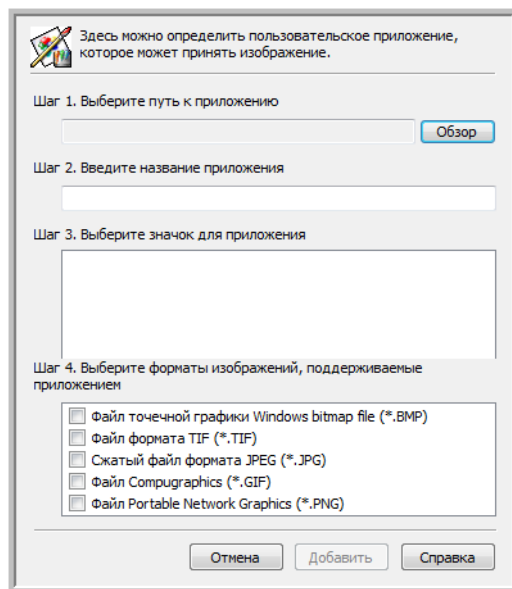 Здесь можно определить пользовательское приложение,
которое может принять изображение.
Шаг 1. Выберите путь к приложению
Обзор
Шаг 2. Введите название приложения
Шаг 3. Выберите значок для приложения
Шаг 4. Выберите форматы изображений, поддерживаемые
приложением
Файл точечной графики Windows bitmap file (*.BMP)
Файл формата TIF (*.TIF)
Сжатый файл формата JPEG (*.JPG)
Файл Compugraphics (*.GIF)
Файл Portable Network Graphics (*.PNG)
Отмена
Добавить
Справка